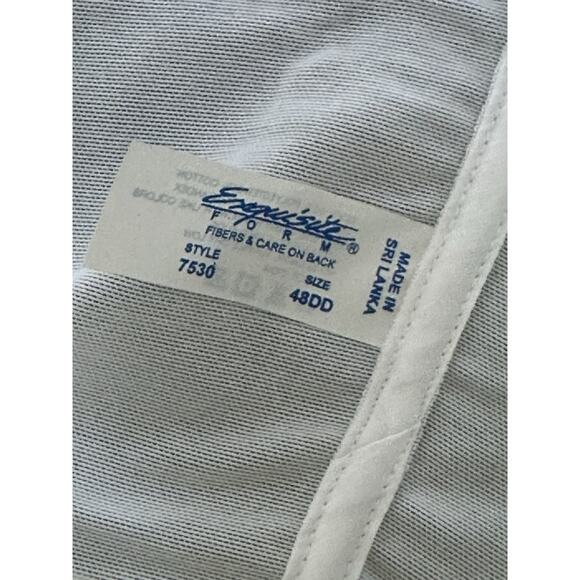 Exquisite
FORM®
FIBERS & CARE ON BACK
STYLE SIZE
7530 48DD
MADE IN
SRI LANKA